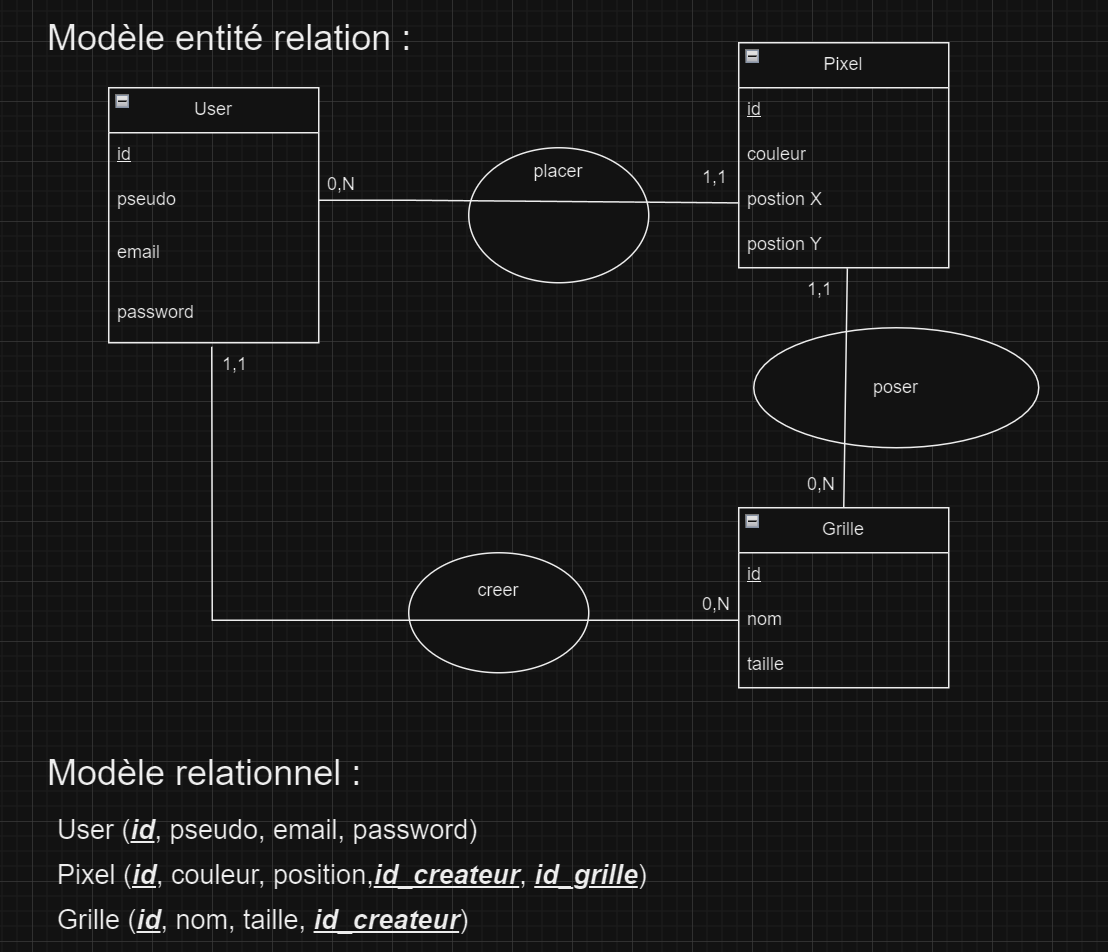 Modèle entité relation :
User
id
pseudo
email
password
0,N
placer
1,1
Pixel
id
couleur
postion X
postion Y
1,1
poser
0,N
1,1
creer
0,N
Grille
id
nom
taille
Modèle relationnel :
User (id, pseudo, email, password)
Pixel (id, couleur, position,id_createur, id_grille)
Grille (id, nom, taille, id_createur)